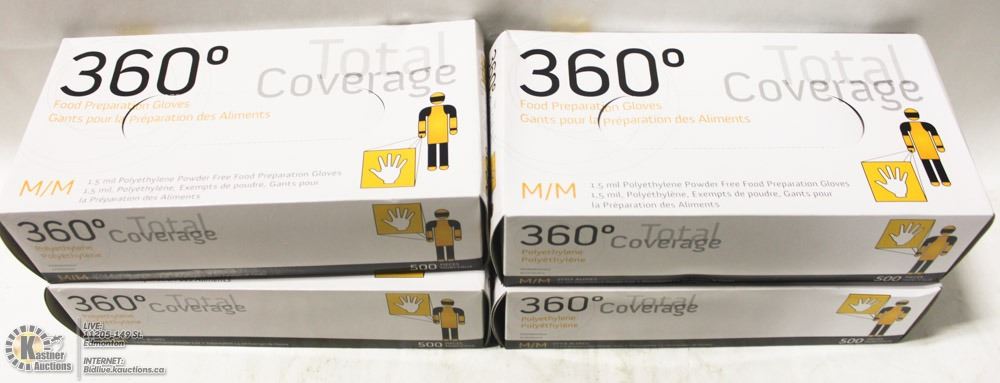 360°
Total
Coverage
Food Preparation Gloves
Gants pour la Préparation des Aliments
M/M
1.5 mil Polyethylene Powder Free Food Preparation Gloves
1.5 mil, Polyéthylène, Exempts de poudre, Gants pour
la Préparation des Aliments
360°
Total
Coverage
Polyethylene
Polyéthylène
M/M
500
360°
Total
Coverage
Food Preparation Gloves
Gants pour la Préparation des Aliments
M/M
1.5 mil Polyethylene Powder Free Food Preparation Gloves
1.5 mil, Polyéthylène, Exempts de poudre, Gants pour
la Préparation des Aliments
360°
Total
Coverage
Polyethylene
Polyéthylène
M/M
500
360°
Total
Coverage
Polyethylene
Polyéthylène
M/M
500
360°
Total
Coverage
Polyethylene
Polyéthylène
M/M
500
Kastner
Auctions
LIVE:
11205-149 St,
Edmonton
INTERNET:
Bidlive.kauctions.ca